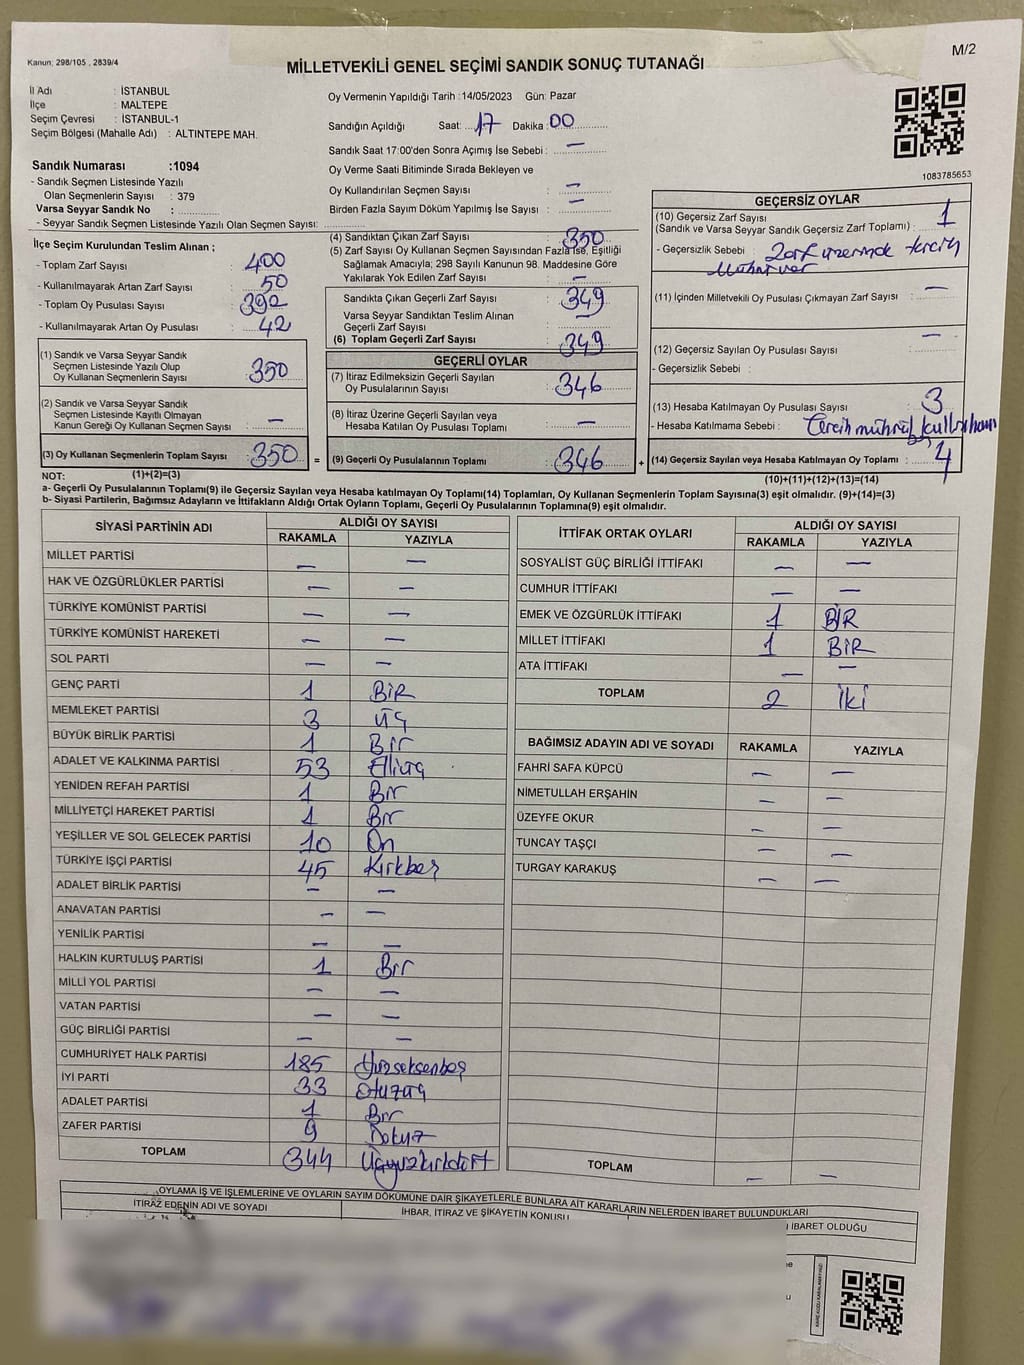 Kanun; 298/105 , 2839/4
M/2
MİLLETVEKİLİ GENEL SEÇİMİ SANDIK SONUÇ TUTANAĞI
İl Adı : İSTANBUL
İlçe : MALTEPE
Seçim Çevresi : İSTANBUL-1
Seçim Bölgesi (Mahalle Adı) : ALTINTEPE MAH.
Sandık Numarası :1094
- Sandık Seçmen Listesinde Yazılı
Olan Seçmenlerin Sayısı : 379
Varsa Seyyar Sandık No :
- Seyyar Sandık Seçmen Listesinde Yazılı Olan Seçmen Sayısı:
Oy Vermenin Yapıldığı Tarih :14/05/2023 Gün: Pazar
Sandığın Açıldığı Saat: 17 Dakika: 00
Sandık Saat 17:00'den Sonra Açımış İse Sebebi : —
Oy Verme Saati Bitiminde Sırada Bekleyen ve
Oy Kullandırılan Seçmen Sayısı : —
Birden Fazla Sayım Döküm Yapılmış İse Sayısı : —
1083785653
İlçe Seçim Kurulundan Teslim Alınan ;
- Toplam Zarf Sayısı : 400
- Kullanılmayarak Artan Zarf Sayısı : 50
- Toplam Oy Pusulası Sayısı : 392
- Kullanılmayarak Artan Oy Pusulası : 42
(1) Sandık ve Varsa Seyyar Sandık
Seçmen Listesinde Yazılı Olup
Oy Kullanan Seçmenlerin Sayısı : 350
(2) Sandık ve Varsa Seyyar Sandık
Seçmen Listesinde Kayıtlı Olmayan
Kanun Gereği Oy Kullanan Seçmen Sayısı : —
(3) Oy Kullanan Seçmenlerin Toplam Sayısı : 350 =
(1)+(2)=(3)
(4) Sandıktan Çıkan Zarf Sayısı : 350
(5) Zarf Sayısı Oy Kullanan Seçmen Sayısından Fazla İse, Eşitliği
Sağlamak Amacıyla; 298 Sayılı Kanunun 98. Maddesine Göre
Yakılarak Yok Edilen Zarf Sayısı : —
Sandıkta Çıkan Geçerli Zarf Sayısı : 349
Varsa Seyyar Sandıktan Teslim Alınan
Geçerli Zarf Sayısı : —
(6) Toplam Geçerli Zarf Sayısı : 349
GEÇERLİ OYLAR
(7) İtiraz Edilmeksizin Geçerli Sayılan
Oy Pusulalarının Sayısı : 346
(8) İtiraz Üzerine Geçerli Sayılan veya
Hesaba Katılan Oy Pusulaları Toplamı : —
(9) Geçerli Oy Pusulalarının Toplamı : 346 +
GEÇERSİZ OYLAR
(10) Geçersiz Zarf Sayısı
(Sandık ve Varsa Seyyar Sandık Geçersiz Zarf Toplamı) : 1
- Geçersizlik Sebebi : Zarf üzerinde tercih
mühür var
(11) İçinden Milletvekili Oy Pusulası Çıkmayan Zarf Sayısı : —
(12) Geçersiz Sayılan Oy Pusulası Sayısı : —
- Geçersizlik Sebebi :
(13) Hesaba Katılmayan Oy Pusulası Sayısı : 3
- Hesaba Katılmama Sebebi : Tercih mührü
(14) Geçersiz Sayılan veya Hesaba Katılmayan Oy Toplamı : 4
(10)+(11)+(12)+(13)=(14)
NOT:
a- Geçerli Oy Pusulalarının Toplamı(9) ile Geçersiz Sayılan veya Hesaba katılmayan Oy Toplamı(14) Toplamları, Oy Kullanan Seçmenlerin Toplam Sayısına(3) eşit olmalıdır. (9)+(14)=(3)
b- Siyasi Partilerin, Bağımsız Adayların ve İttifakların Aldığı Ortak Oyların Toplamı, Geçerli Oy Pusulalarının Toplamına(9) eşit olmalıdır.
SİYASİ PARTİNİN ADI ALDIĞI OY SAYISI
RAKAMLA YAZIYLA
MİLLET PARTİSİ — —
HAK VE ÖZGÜRLÜKLER PARTİSİ — —
TÜRKİYE KOMÜNİST PARTİSİ — —
TÜRKİYE KOMÜNİST HAREKETİ — —
SOL PARTİ — —
GENÇ PARTİ 1 BİR
MEMLEKET PARTİSİ 3 üç
BÜYÜK BİRLİK PARTİSİ 1 Bir
ADALET VE KALKINMA PARTİSİ 53 Elliüç
YENİDEN REFAH PARTİSİ 1 Bir
MİLLİYETÇİ HAREKET PARTİSİ 1 Bir
YEŞİLLER VE SOL GELECEK PARTİSİ 10 On
TÜRKİYE İŞÇİ PARTİSİ 45 Kırkbeş
ADALET BİRLİK PARTİSİ — —
ANAVATAN PARTİSİ — —
YENİLİK PARTİSİ — —
HALKIN KURTULUŞ PARTİSİ 1 Bir
MİLLİ YOL PARTİSİ — —
VATAN PARTİSİ — —
GÜÇ BİRLİĞİ PARTİSİ — —
CUMHURİYET HALK PARTİSİ 185 Yüzseksenbeş
İYİ PARTİ 33 Otuzüç
ADALET PARTİSİ 1 Bir
ZAFER PARTİSİ 9 Dokuz
TOPLAM 344 Üçyüzkırkdört
İTTİFAK ORTAK OYLARI ALDIĞI OY SAYISI
RAKAMLA YAZIYLA
SOSYALİST GÜÇ BİRLİĞİ İTTİFAKI — —
CUMHUR İTTİFAKI — —
EMEK VE ÖZGÜRLÜK İTTİFAKI 1 BİR
MİLLET İTTİFAKI 1 BİR
ATA İTTİFAKI — —
TOPLAM 2 İki
BAĞIMSIZ ADAYIN ADI VE SOYADI RAKAMLA YAZIYLA
FAHRİ SAFA KÜPCÜ — —
NİMETULLAH ERŞAHİN — —
ÜZEYFE OKUR — —
TUNCAY TAŞÇI — —
TURGAY KARAKUŞ — —
TOPLAM — —
OYLAMA İŞ VE İŞLEMLERİNE VE OYLARIN SAYIM DÖKÜMÜNE DAİR ŞİKAYETLERLE BUNLARA AİT KARARLARIN NELERDEN İBARET BULUNDUKLARI
İTİRAZ EDENİN ADI VE SOYADI İHBAR, İTİRAZ VE ŞİKAYETİN KONUSU İBARET OLDUĞU